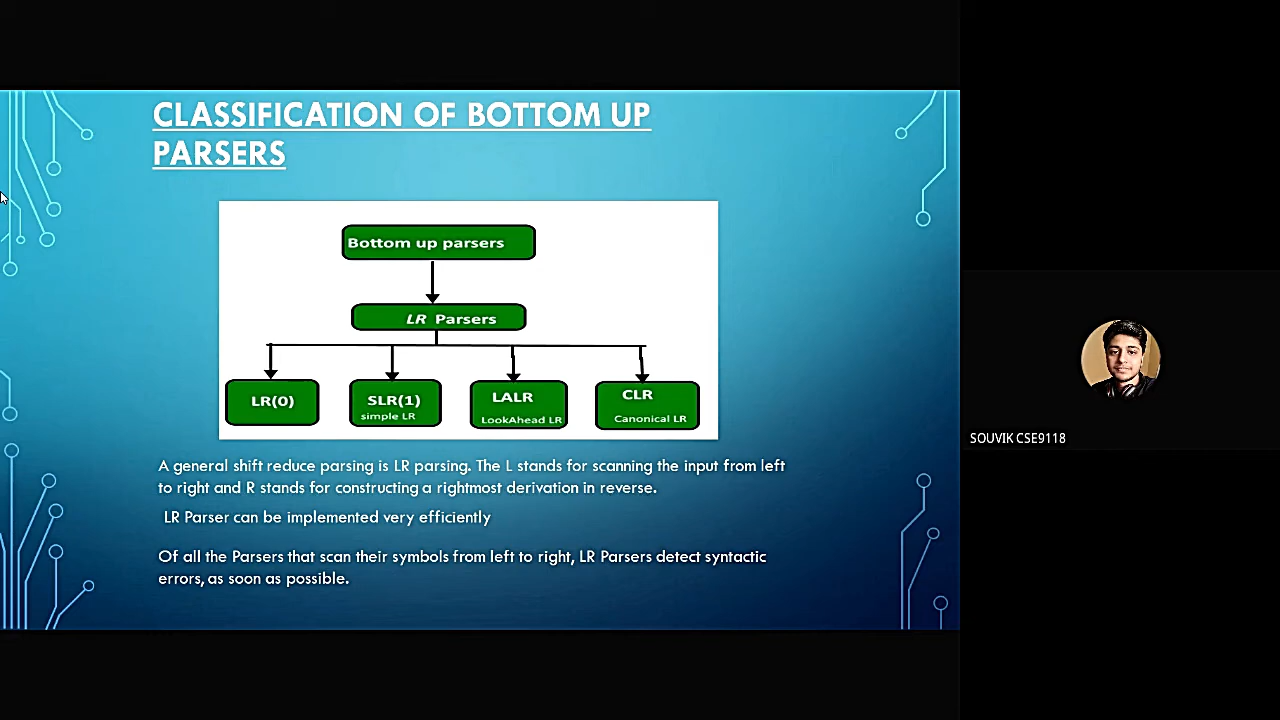 CLASSIFICATION OF BOTTOM UP
PARSERS
Bottom up parsers
LR Parsers
LR(0)
SLR(1)
simple LR
LALR
LookAhead LR
CLR
Canonical LR
A general shift reduce parsing is LR parsing. The L stands for scanning the input from left
to right and R stands for constructing a rightmost derivation in reverse.
LR Parser can be implemented very efficiently
Of all the Parsers that scan their symbols from left to right, LR Parsers detect syntactic
errors, as soon as possible.
SOUVIK CSE9118